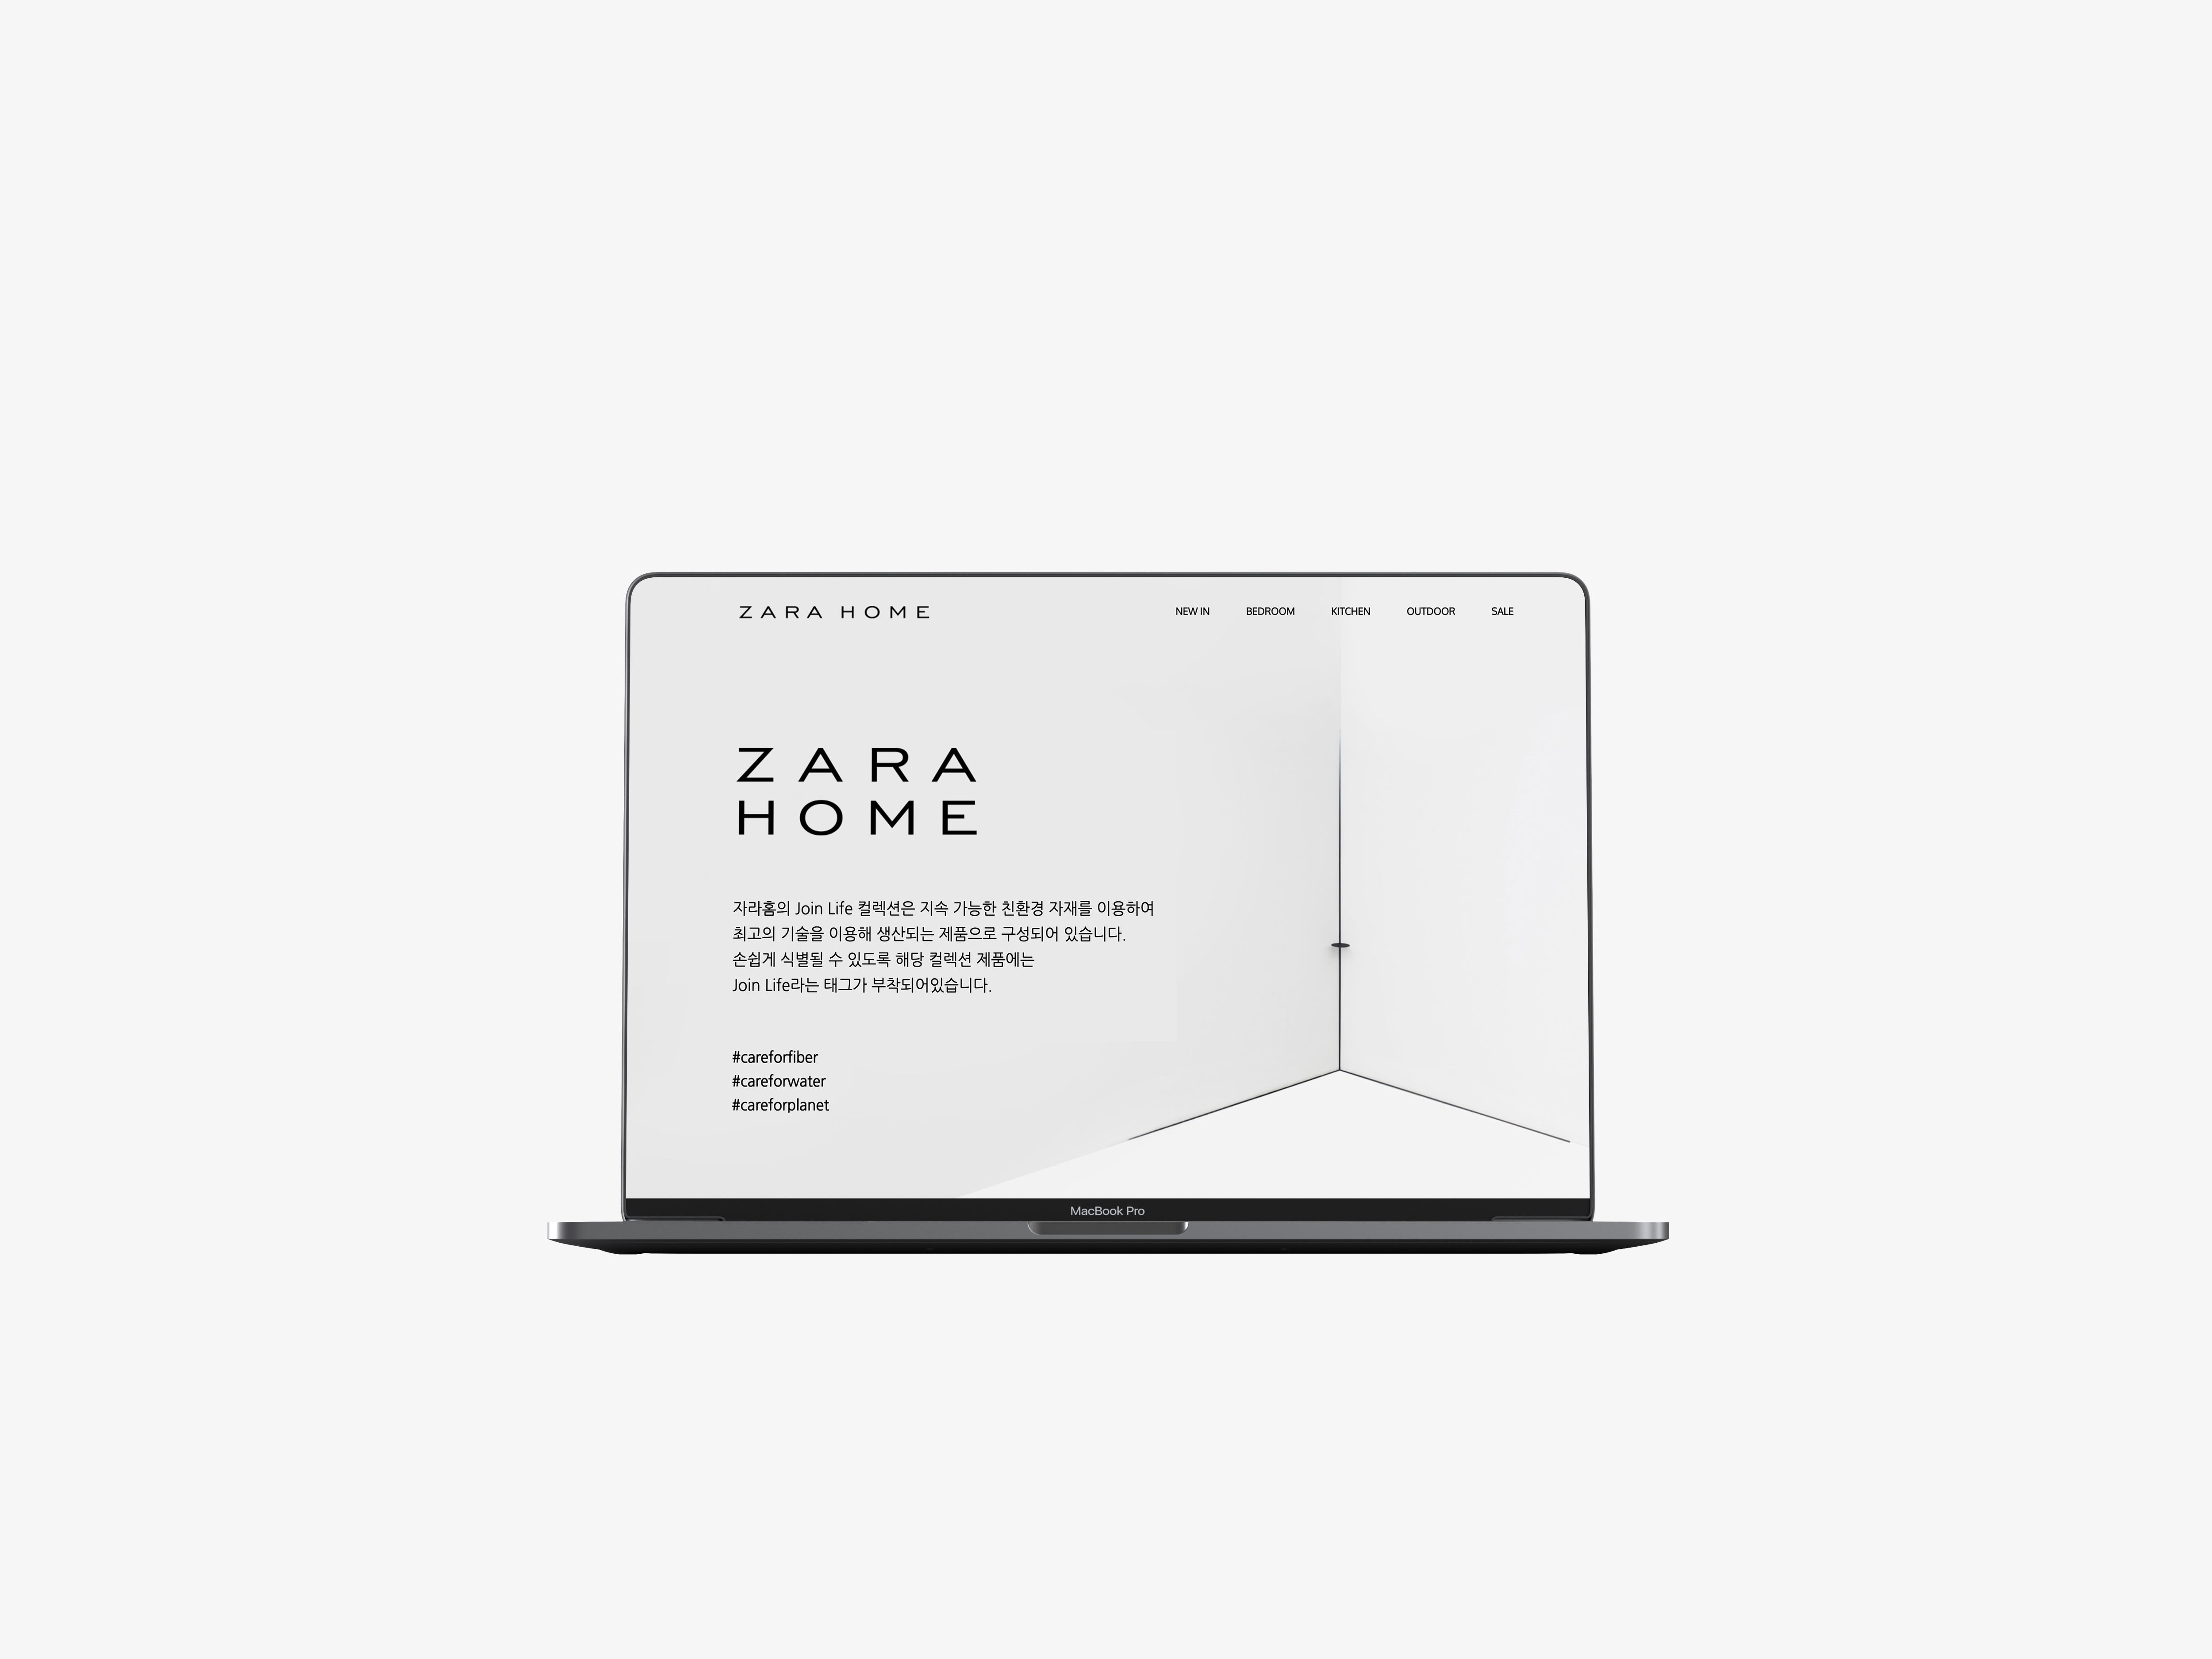 ZARA HOME
NEW IN BEDROOM KITCHEN OUTDOOR SALE
ZARA
HOME
자라홈의 Join Life 컬렉션은 지속 가능한 친환경 자재를 이용하여
최고의 기술을 이용해 생산되는 제품으로 구성되어 있습니다.
손쉽게 식별될 수 있도록 해당 컬렉션 제품에는
Join Life라는 태그가 부착되어있습니다.
#careforfiber
#careforwater
#careforplanet
MacBook Pro